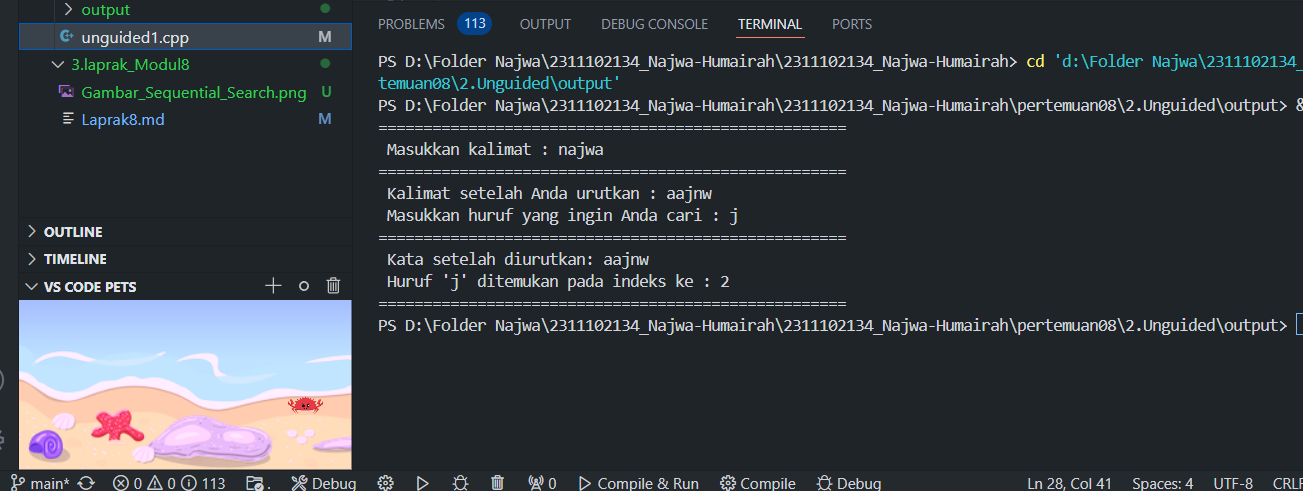 output
unguided1.cpp M
3.laprak_Modul8
Gambar_Sequential_Search.png U
Laprak8.md M
OUTLINE
TIMELINE
VS CODE PETS
PROBLEMS 113 OUTPUT DEBUG CONSOLE TERMINAL PORTS
PS D:\Folder Najwa\2311102134_Najwa-Humairah\2311102134_Najwa-Humairah> cd 'd:\Folder Najwa\2311102134_
temuan08\2.Unguided\output'
PS D:\Folder Najwa\2311102134_Najwa-Humairah\2311102134_Najwa-Humairah\pertemuan08\2.Unguided\output> &
====================================================
Masukkan kalimat : najwa
====================================================
Kalimat setelah Anda urutkan : aajnw
Masukkan huruf yang ingin Anda cari : j
====================================================
Kata setelah diurutkan: aajnw
Huruf 'j' ditemukan pada indeks ke : 2
====================================================
PS D:\Folder Najwa\2311102134_Najwa-Humairah\2311102134_Najwa-Humairah\pertemuan08\2.Unguided\output>
main* 0 0 113 . Debug 0 Compile & Run Compile Debug Ln 28, Col 41 Spaces: 4 UTF-8 CRLF